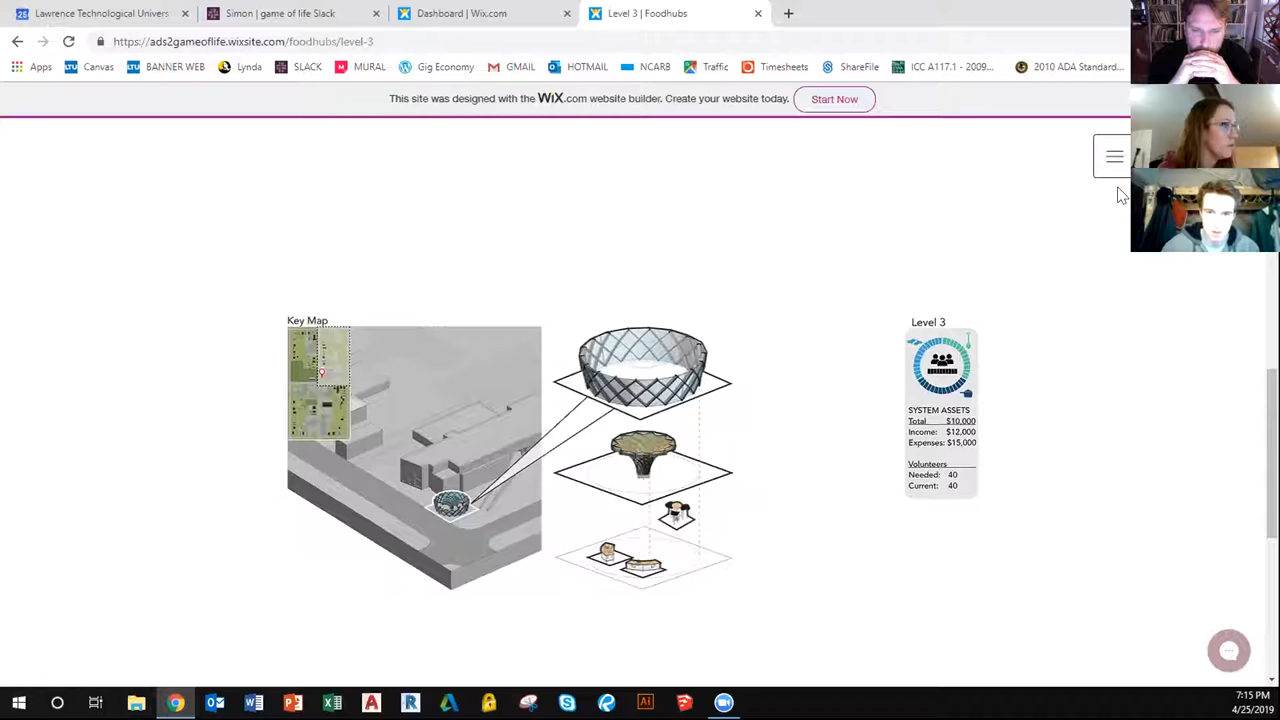 Lawrence Technological Univers
Simon | game of life Slack
Dashboard | Wix.com
Level 3 | Foodhubs
https://ads2gameoflife.wixsite.com/foodhubs/level-3
Apps
LTU Canvas
LTU BANNER WEB
Lynda
SLACK
MURAL
Gig Economy
GMAIL
HOTMAIL
NCARB
Traffic
Timesheets
ShareFile
ICC A117.1 - 2009...
2010 ADA Standard...
This site was designed with the WiX.com website builder. Create your website today.
Start Now
Key Map
Level 3
SYSTEM ASSETS
Total $10,000
Income: $12,000
Expenses: $15,000
Volunteers
Needed: 40
Current: 40
7:15 PM
4/25/2019